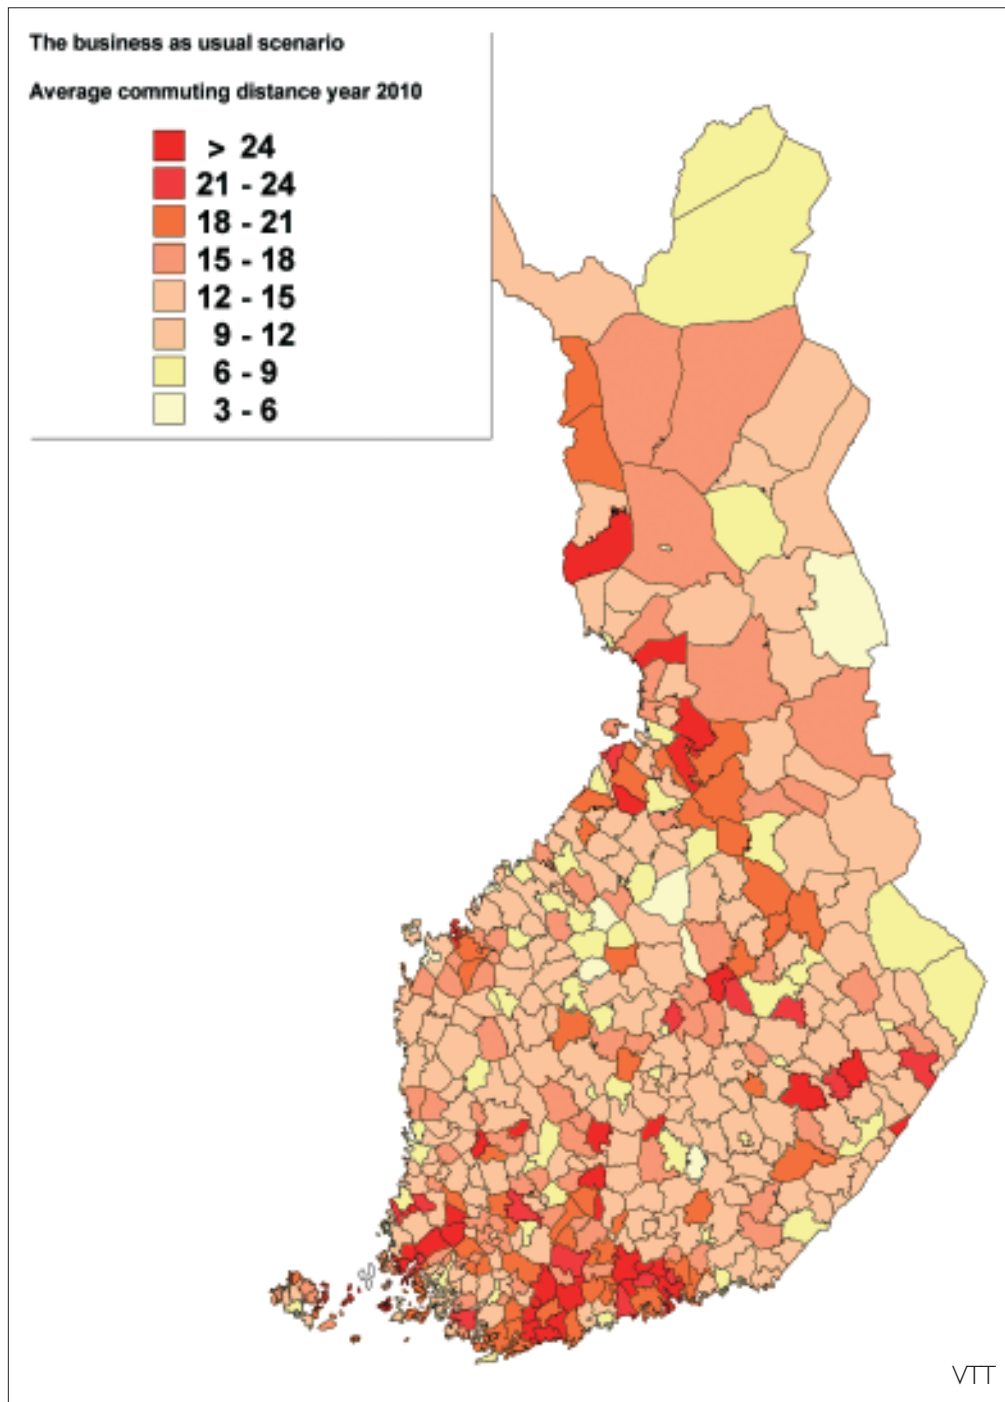 The business as usual scenario
Average commuting distance year 2010
> 24
21 - 24
18 - 21
15 - 18
12 - 15
9 - 12
6 - 9
3 - 6
VTT